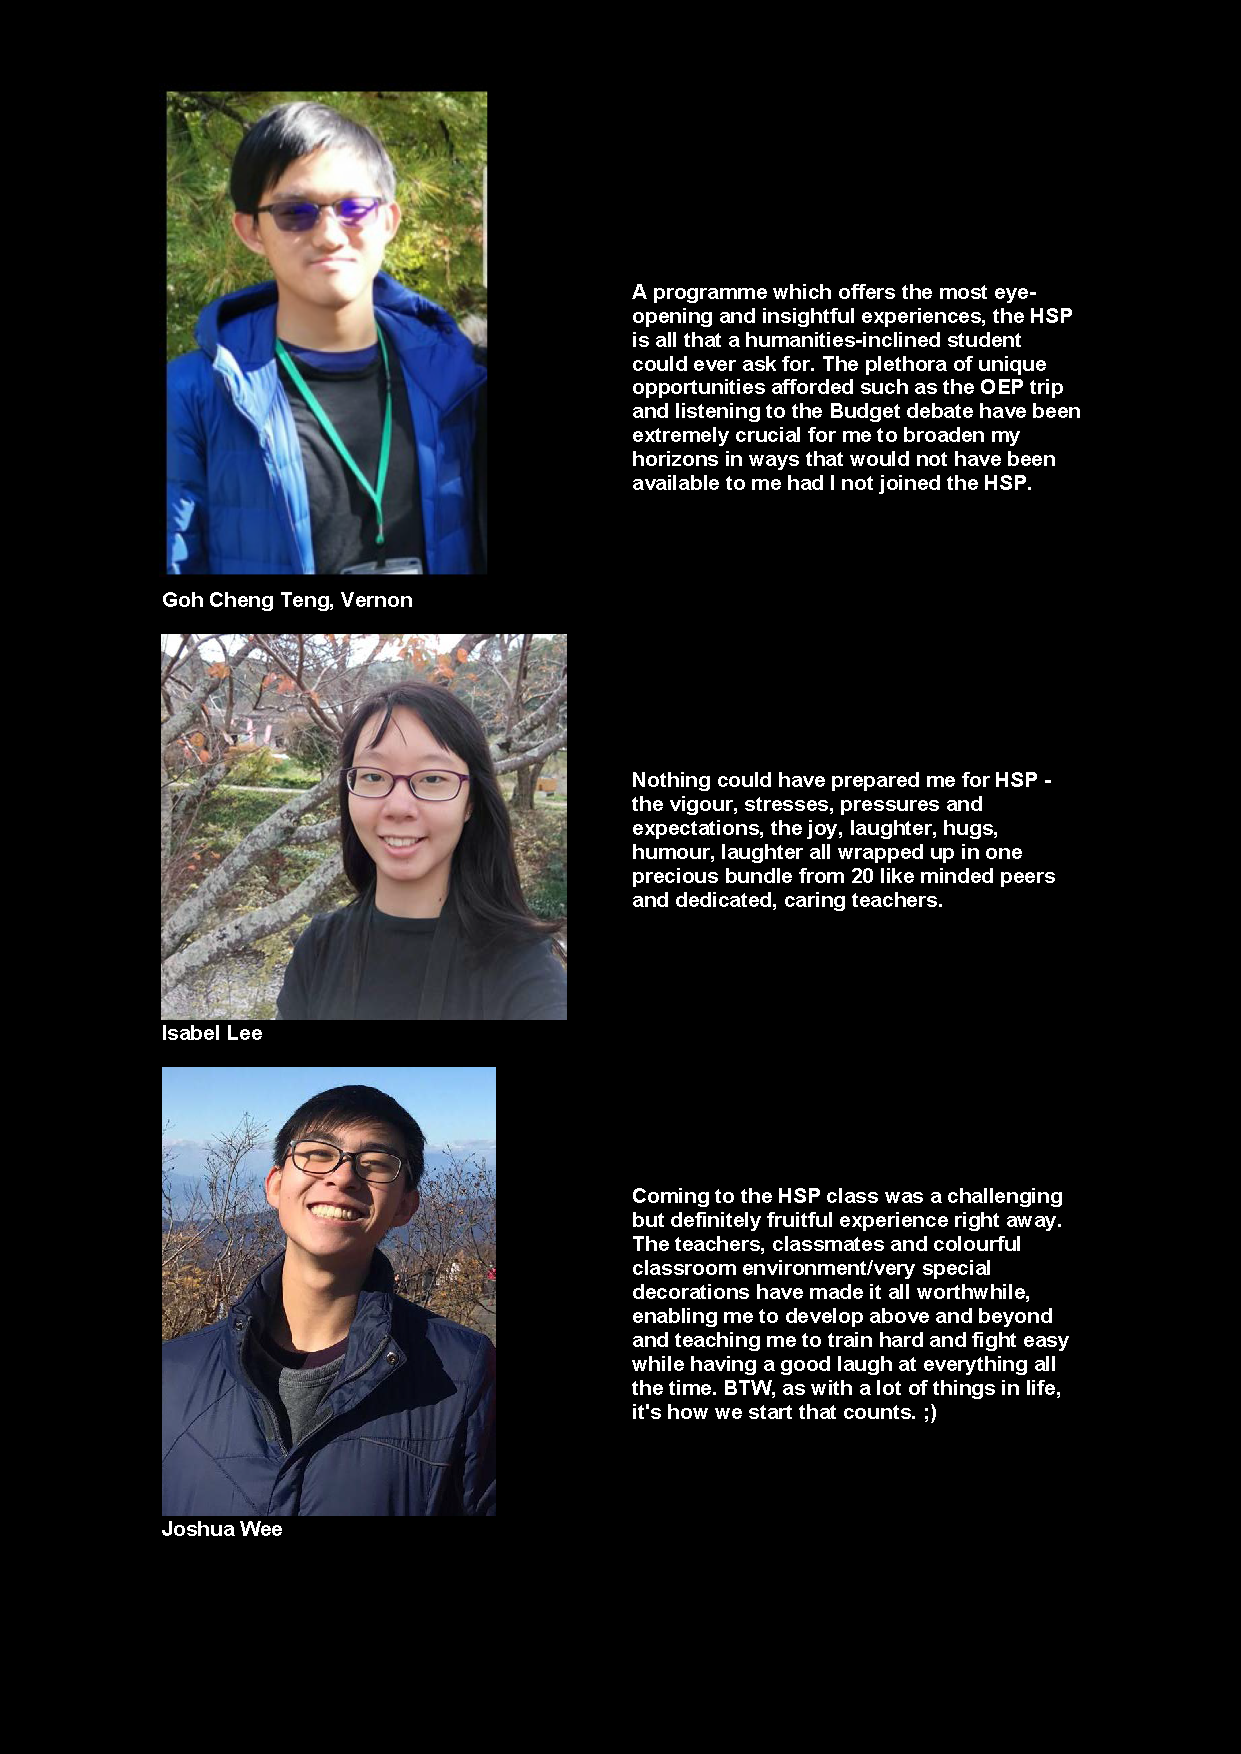 A programme which offers the most eye-
opening and insightful experiences, the HSP
is all that a humanities-inclined student
could ever ask for. The plethora of unique
opportunities afforded such as the OEP trip
and listening to the Budget debate have been
extremely crucial for me to broaden my
horizons in ways that would not have been
available to me had I not joined the HSP.
Goh Cheng Teng, Vernon
Nothing could have prepared me for HSP -
the vigour, stresses, pressures and
expectations, the joy, laughter, hugs,
humour, laughter all wrapped up in one
precious bundle from 20 like minded peers
and dedicated, caring teachers.
Isabel Lee
Coming to the HSP class was a challenging
but definitely fruitful experience right away.
The teachers, classmates and colourful
classroom environment/very special
decorations have made it all worthwhile,
enabling me to develop above and beyond
and teaching me to train hard and fight easy
while having a good laugh at everything all
the time. BTW, as with a lot of things in life,
it's how we start that counts. ;)
Joshua Wee